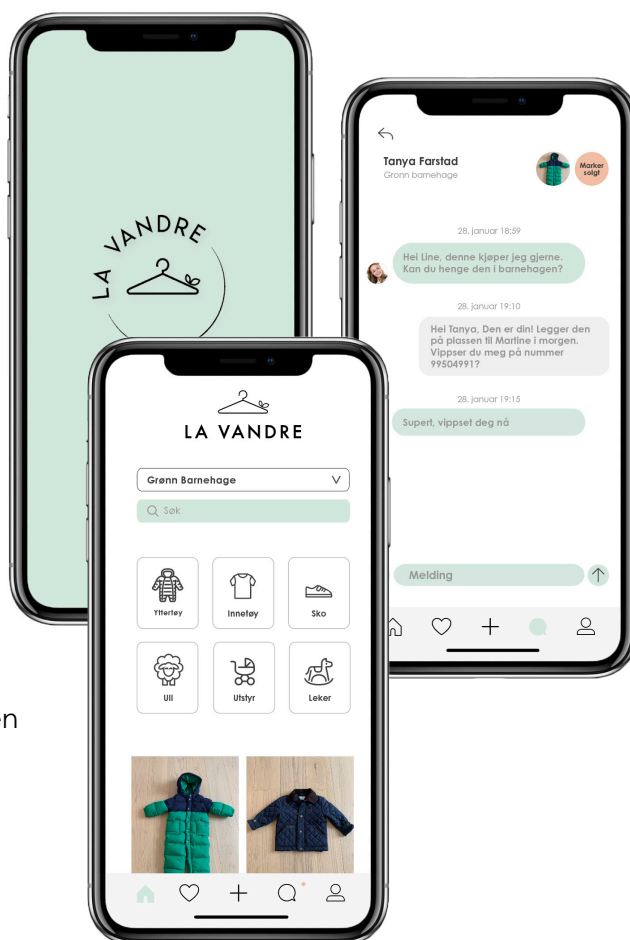 LA VANDRE
Tanya Farstad
Gronn barnehage
Marker
solgt
28. januar 18:59
Hei Line, denne kjøper jeg gjerne.
Kan du henge den i barnehagen?
28. januar 19:10
Hei Tanya, Den er din! Legger den
på plassen til Martine i morgen.
Vippser du meg på nummer
99504991?
28. januar 19:15
Supert, vippset deg nå
Melding
LA VANDRE
Grønn Barnehage
Søk
Yttertøy
Innetøy
Sko
Ull
Utstyr
Leker
en